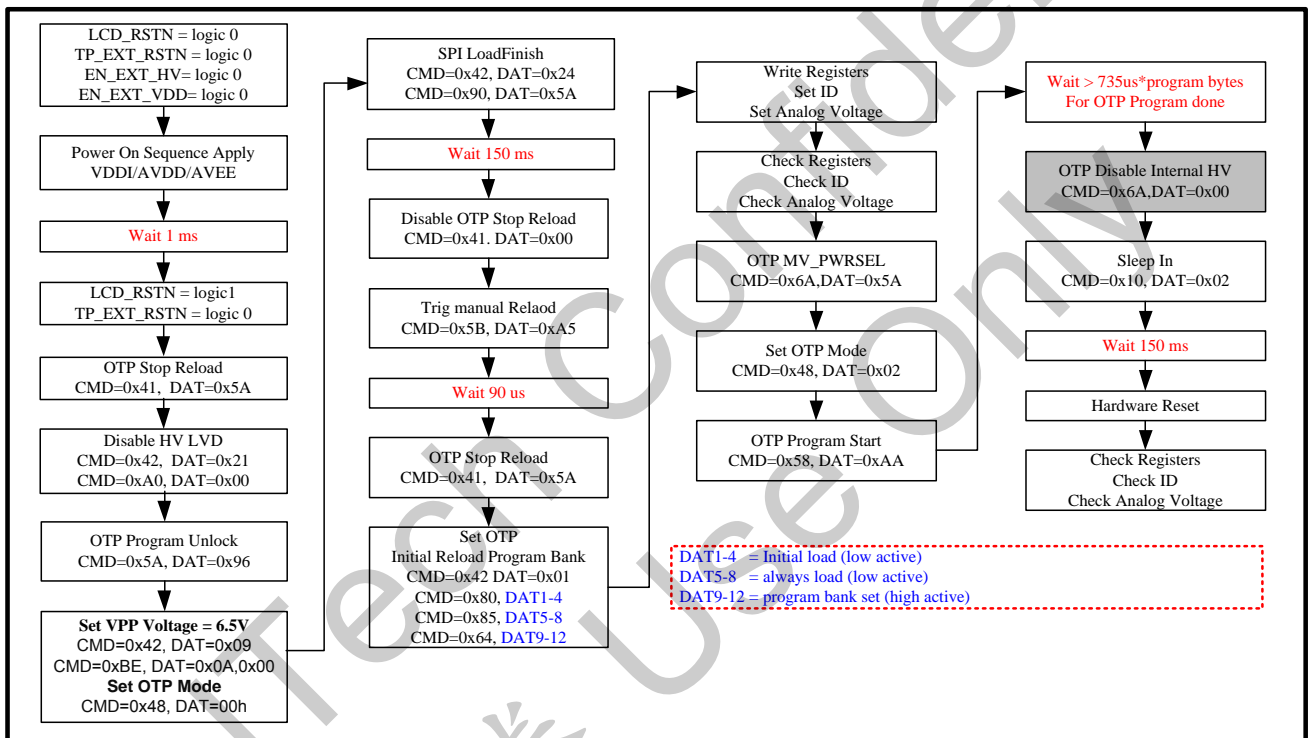 LCD_RSTN = logic 0
TP_EXT_RSTN = logic 0
EN_EXT_HV= logic 0
EN_EXT_VDD= logic 0
Power On Sequence Apply
VDDI/AVDD/AVEE
Wait 1 ms
LCD_RSTN = logic1
TP_EXT_RSTN = logic 0
OTP Stop Reload
CMD=0x41, DAT=0x5A
Disable HV LVD
CMD=0x42, DAT=0x21
CMD=0xA0, DAT=0x00
OTP Program Unlock
CMD=0x5A, DAT=0x96
Set VPP Voltage = 6.5V
CMD=0x42, DAT=0x09
CMD=0xBE, DAT=0x0A,0x00
Set OTP Mode
CMD=0x48, DAT=00h
SPI LoadFinish
CMD=0x42, DAT=0x24
CMD=0x90, DAT=0x5A
Wait 150 ms
Disable OTP Stop Reload
CMD=0x41. DAT=0x00
Trig manual Relaod
CMD=0x5B, DAT=0xA5
Wait 90 us
OTP Stop Reload
CMD=0x41, DAT=0x5A
Set OTP
Initial Reload Program Bank
CMD=0x42 DAT=0x01
CMD=0x80, DAT1-4
CMD=0x85, DAT5-8
CMD=0x64, DAT9-12
Write Registers
Set ID
Set Analog Voltage
Check Registers
Check ID
Check Analog Voltage
OTP MV_PWRSEL
CMD=0x6A,DAT=0x5A
Set OTP Mode
CMD=0x48, DAT=0x02
OTP Program Start
CMD=0x58, DAT=0xAA
Wait > 735us*program bytes
For OTP Program done
OTP Disable Internal HV
CMD=0x6A,DAT=0x00
Sleep In
CMD=0x10, DAT=0x02
Wait 150 ms
Hardware Reset
Check Registers
Check ID
Check Analog Voltage
DAT1-4 = Initial load (low active)
DAT5-8 = always load (low active)
DAT9-12 = program bank set (high active)
Use Only